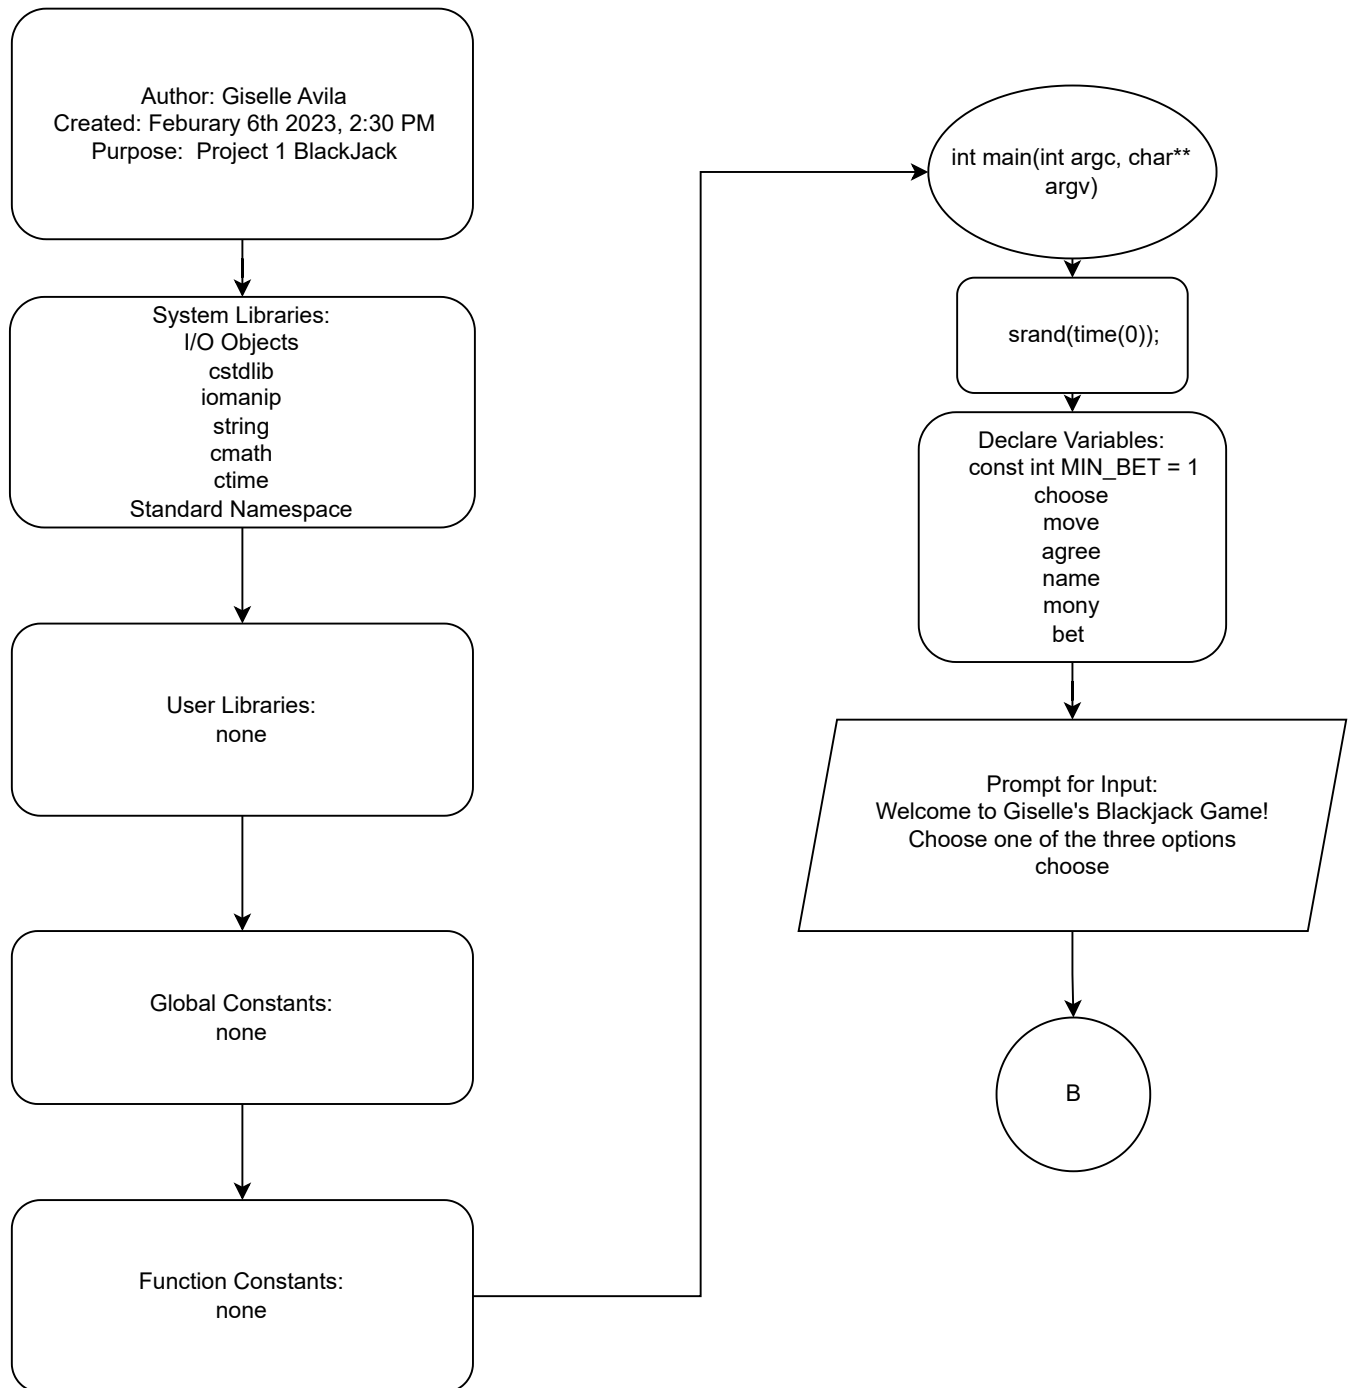 Author: Giselle Avila
Created: Feburary 6th 2023, 2:30 PM
Purpose:  Project 1 BlackJack
System Libraries:
I/O Objects
cstdlib
iomanip
string
cmath
ctime
Standard Namespace
User Libraries:
none
Global Constants:
none
Function Constants:
none
int main(int argc, char**
argv)
srand(time(0));
Declare Variables:
const int MIN_BET = 1
choose
move
agree
name
mony
bet
Prompt for Input:
Welcome to Giselle's Blackjack Game!
Choose one of the three options
choose
B